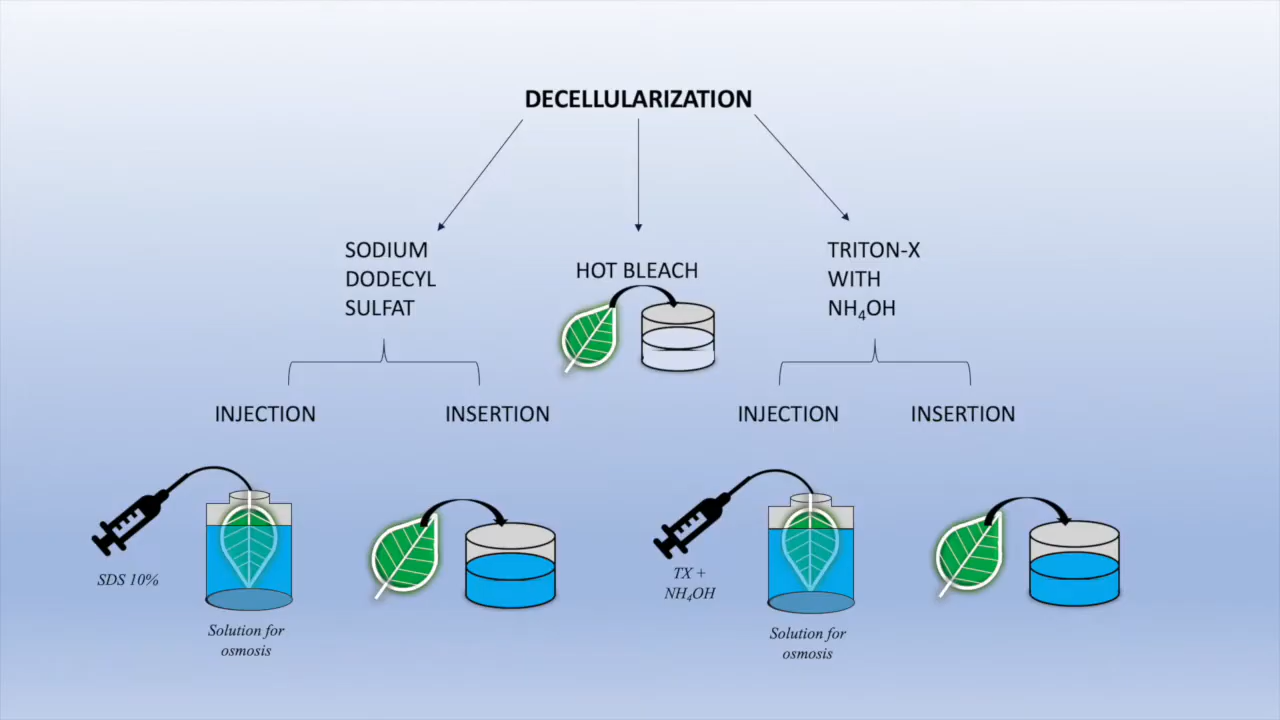 DECELLULARIZATION
SODIUM
DODECYL
SULFAT
HOT BLEACH
TRITON-X
WITH
NH₄OH
INJECTION
INSERTION
INJECTION
INSERTION
SDS 10%
Solution for
osmosis
TX +
NH₄OH
Solution for
osmosis